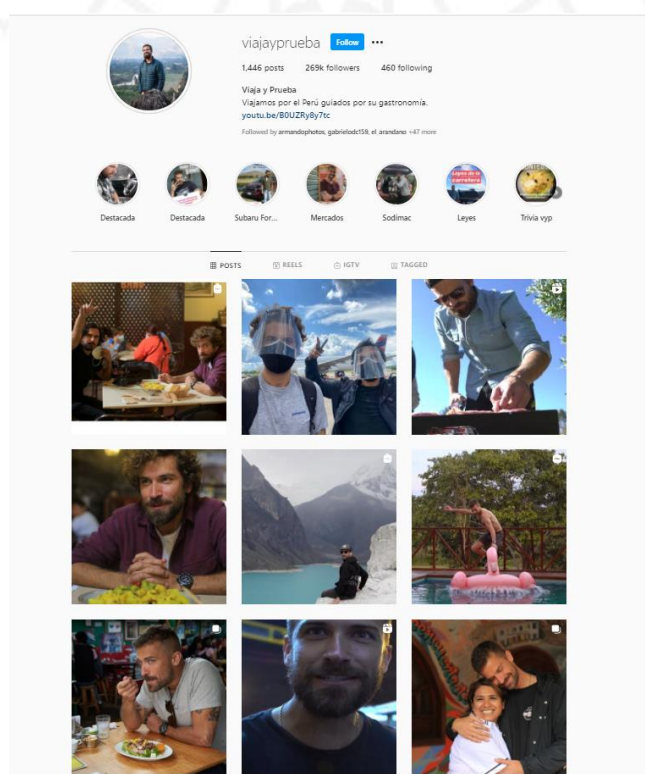 viajayprueba Follow •••
1,446 posts 269k followers 460 following
Viaja y Prueba
Viajamos por el Perú guiados por su gastronomía.
youtu.be/B0UZRy8y7tc
Followed by armandophotos, gabrielodc159, el_arandano +47 more
Destacada Destacada Subaru For... Mercados Sodimac Leyes Trivia vyp
POSTS REELS IGTV TAGGED